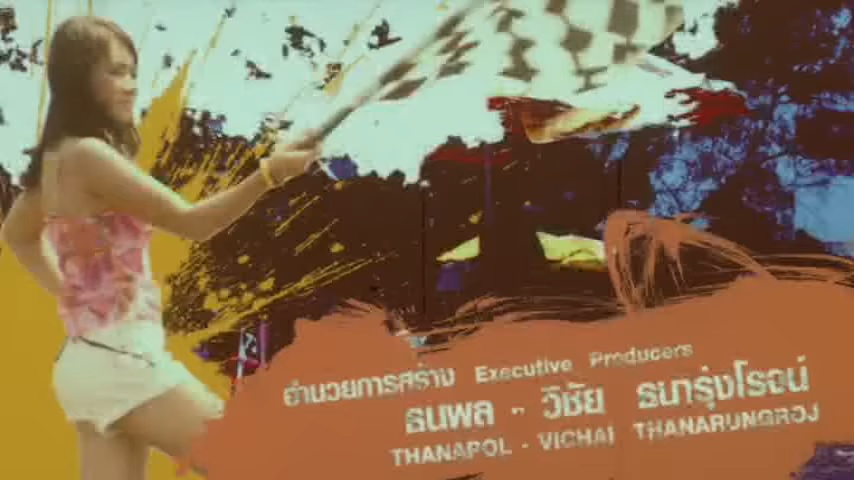 อำนวยการสร้าง Executive Producers
ธนพล - วิชัย ธนารุ่งโรจน์
THANAPOL - VICHAI THANARUNGROJ